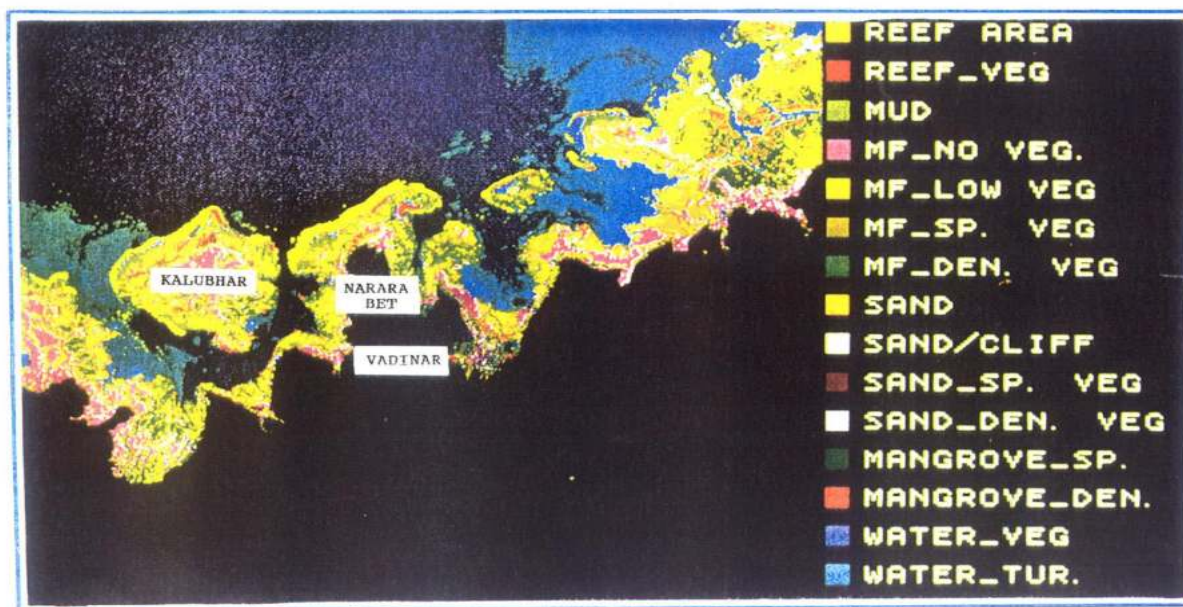 REEF AREA
REEF_VEG
MUD
MF_NO VEG.
MF_LOW VEG
MF_SP. VEG
MF_DEN. VEG
SAND
SAND/CLIFF
SAND_SP. VEG
SAND_DEN. VEG
MANGROVE_SP.
MANGROVE_DEN.
WATER_VEG
WATER_TUR.
KALUBHAR
NARARA
BET
VADINAR